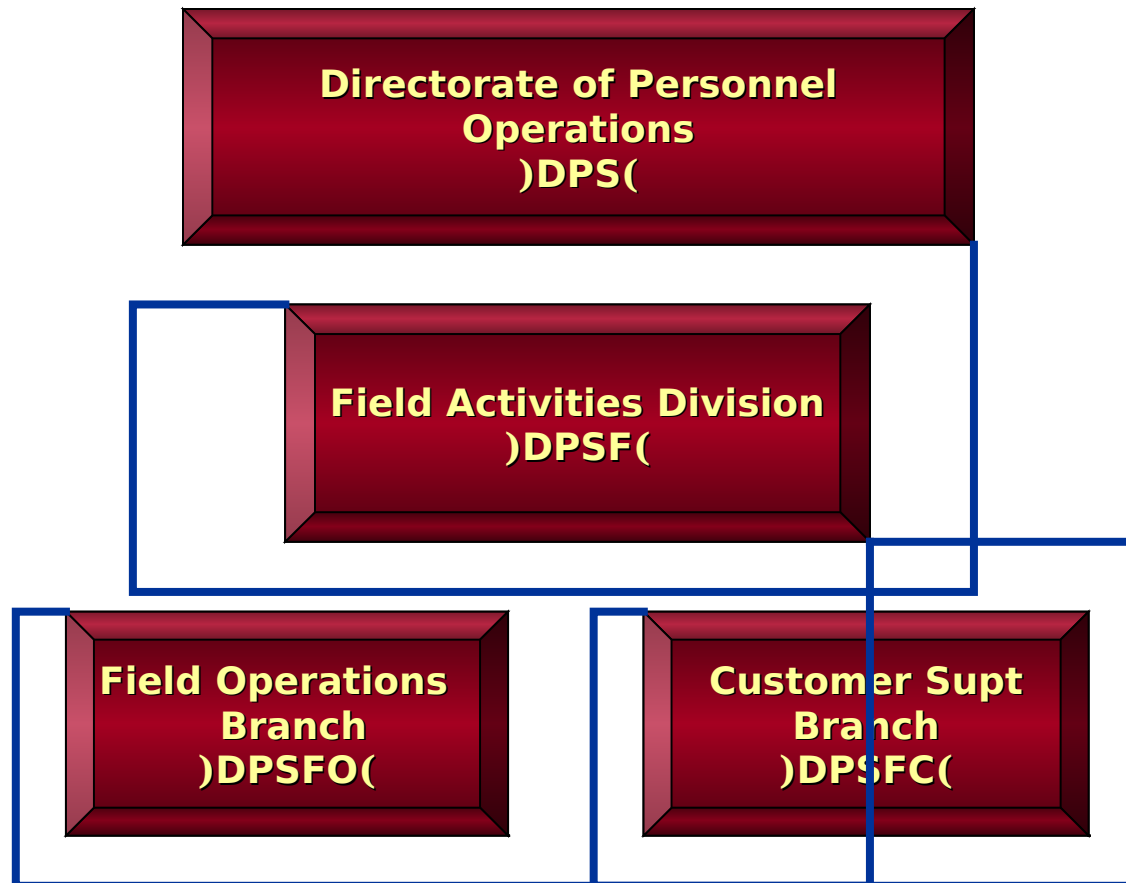 Directorate of Personnel
Operations
)DPS(
Field Activities Division
)DPSF(
Field Operations
Branch
)DPSFO(
Customer Supt
Branch
)DPSFC(